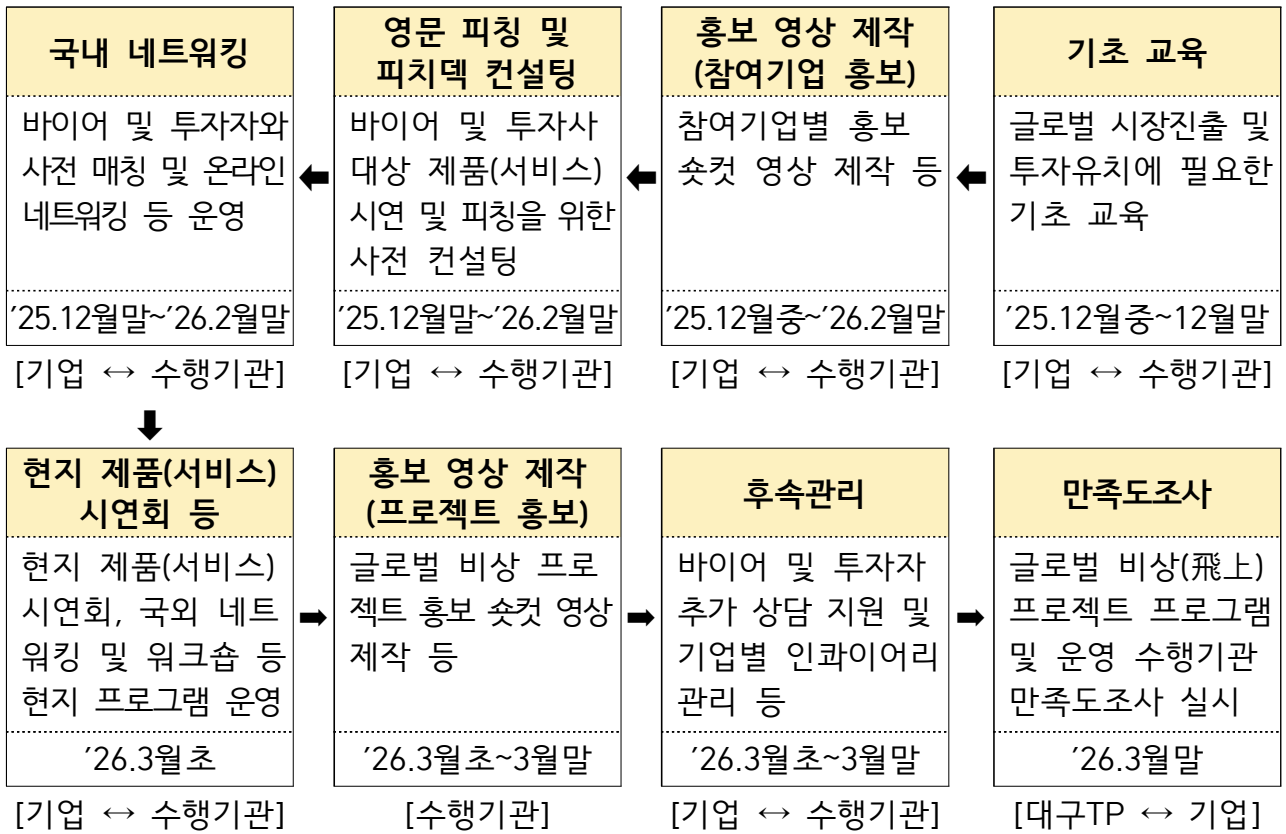 국내 네트워킹
바이어 및 투자자와
사전 매칭 및 온라인
네트워킹 등 운영
’25.12월말~’26.2월말
[기업 ↔ 수행기관]
영문 피칭 및
피치덱 컨설팅
바이어 및 투자사
대상 제품(서비스)
시연 및 피칭을 위한
사전 컨설팅
’25.12월말~’26.2월말
[기업 ↔ 수행기관]
홍보 영상 제작
(참여기업 홍보)
참여기업별 홍보
숏컷 영상 제작 등
’25.12월중~’26.2월말
[기업 ↔ 수행기관]
기초 교육
글로벌 시장진출 및
투자유치에 필요한
기초 교육
’25.12월중~12월말
[기업 ↔ 수행기관]
현지 제품(서비스)
시연회 등
현지 제품(서비스)
시연회, 국외 네트
워킹 및 워크숍 등
현지 프로그램 운영
’26.3월초
[기업 ↔ 수행기관]
홍보 영상 제작
(프로젝트 홍보)
글로벌 비상 프로
젝트 홍보 숏컷 영상
제작 등
’26.3월초~3월말
[수행기관]
후속관리
바이어 및 투자자
추가 상담 지원 및
기업별 인콰이어리
관리 등
’26.3월초~3월말
[기업 ↔ 수행기관]
만족도조사
글로벌 비상(飛上)
프로젝트 프로그램
및 운영 수행기관
만족도조사 실시
’26.3월말
[대구TP ↔ 기업]